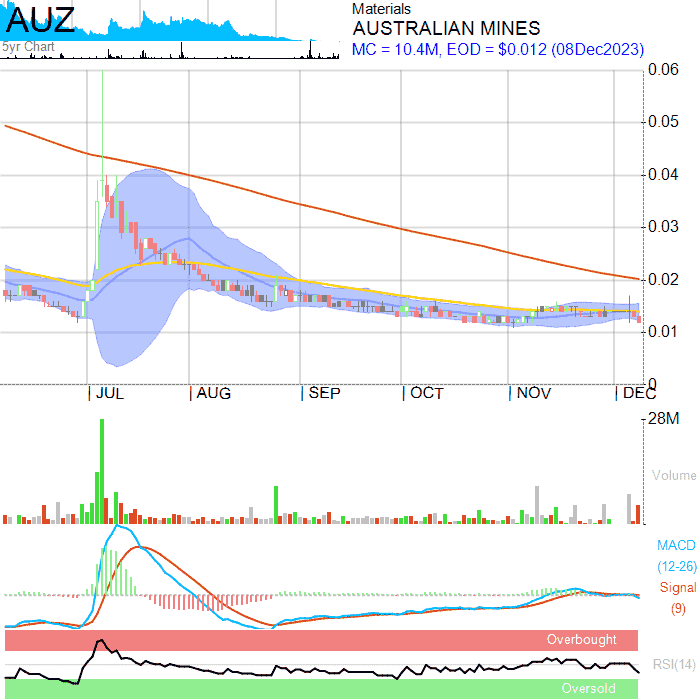 AUZ
5yr Chart
Materials
AUSTRALIAN MINES
MC = 10.4M, EOD = $0.012 (08Dec2023)
0.06
0.05
0.04
0.03
0.02
0.01
0
JUL AUG SEP OCT NOV DEC
28M
Volume
MACD
(12-26)
Signal
(9)
Overbought
RSI(14)
Oversold